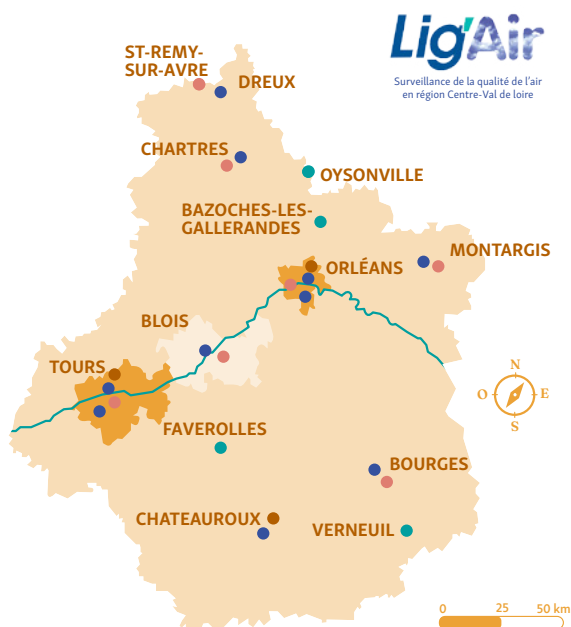 Lig'Air
Surveillance de la qualité de l'air
en région Centre-Val de loire
ST-REMY-
SUR-AVRE
DREUX
CHARTRES
OYSONVILLE
BAZOCHES-LES-
GALLERANDES
ORLÉANS
MONTARGIS
BLOIS
TOURS
N
O
E
S
FAVEROLLES
BOURGES
CHATEAUROUX
VERNEUIL
0 25 50 km